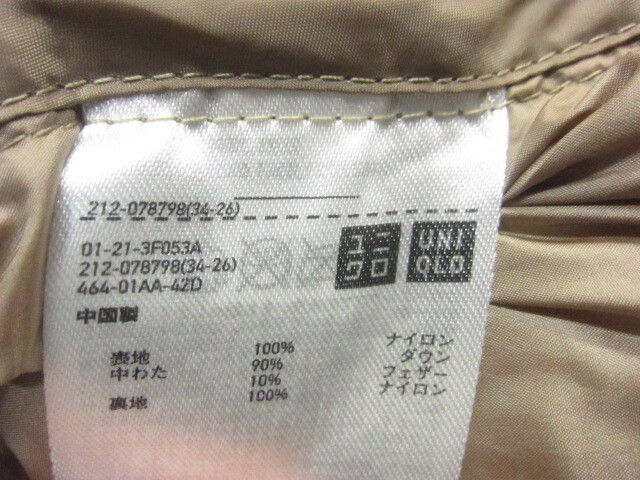 212-078798(34-26)
01-21-3F053A
212-078798(34-26)
464-01AA-42D
ユニ
クロ
UNI
QLO
中国製
表地 100% ナイロン
中わた 90% ダウン
10% フェザー
裏地 100% ナイロン